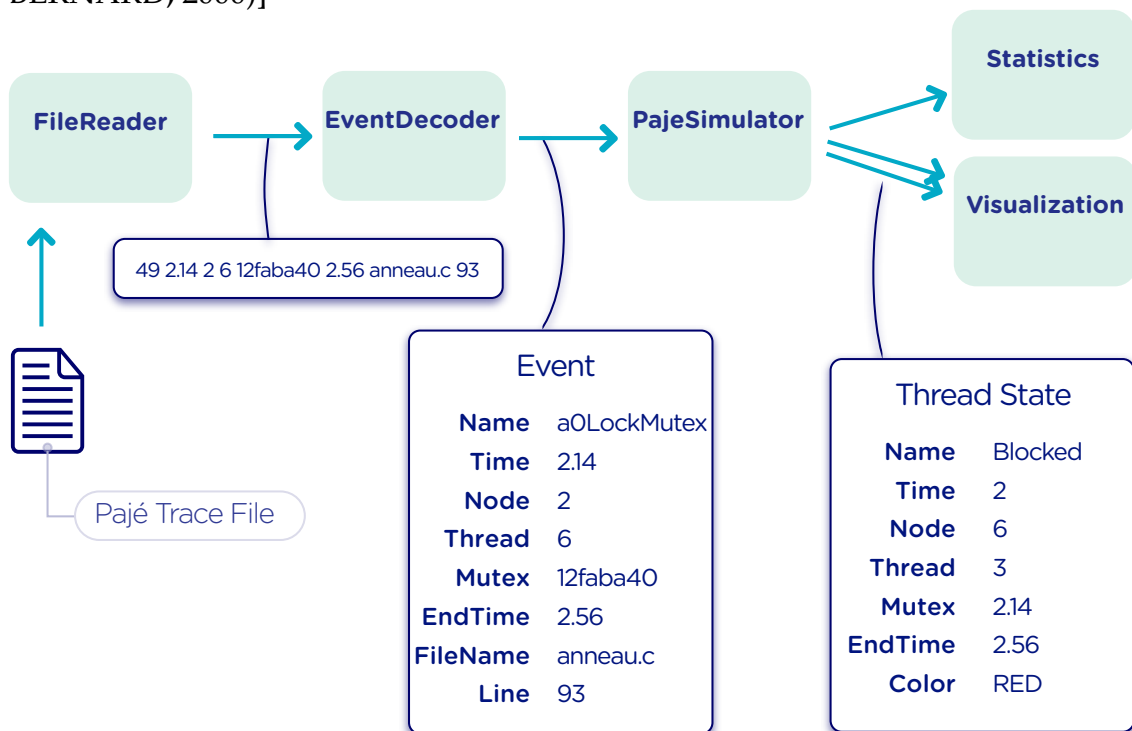 BERNARD, 2000)]
Statistics
FileReader
EventDecoder
PajeSimulator
Visualization
49 2.14 2 6 12faba40 2.56 anneau.c 93
Pajé Trace File
Event
Name a0LockMutex
Time 2.14
Node 2
Thread 6
Mutex 12faba40
EndTime 2.56
FileName anneau.c
Line 93
Thread State
Name Blocked
Time 2
Node 6
Thread 3
Mutex 2.14
EndTime 2.56
Color RED